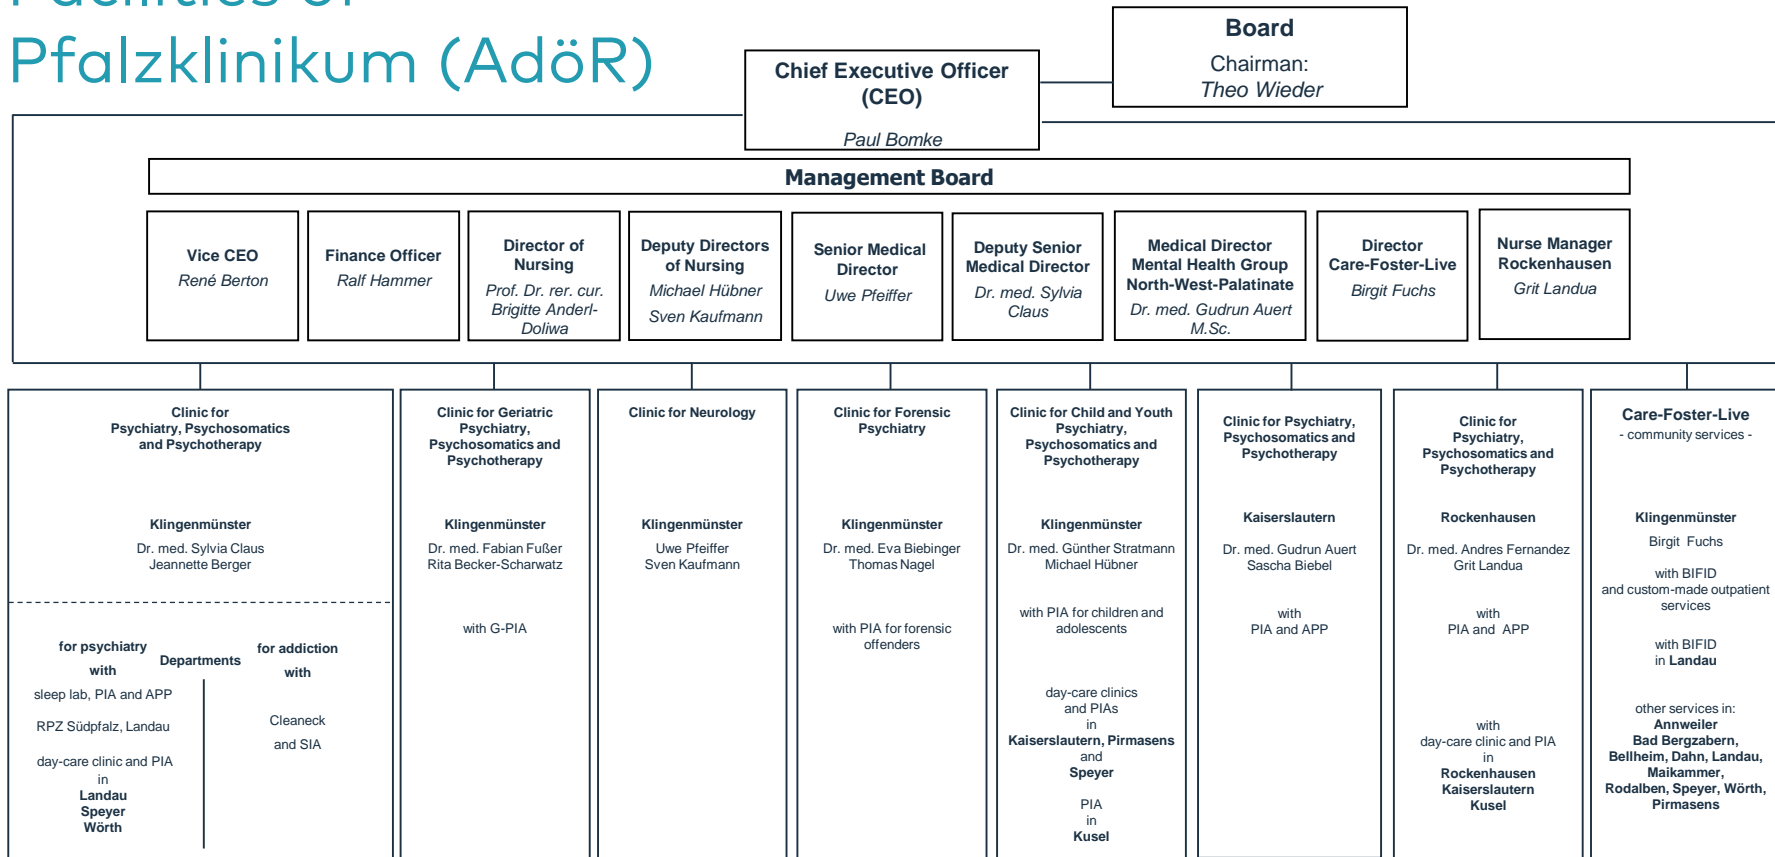 Facilities of
Pfalzklinikum (AdöR)
Board
Chairman:
Theo Wieder
Chief Executive Officer
(CEO)
Paul Bomke
Management Board
Vice CEO
René Berton
Finance Officer
Ralf Hammer
Director of
Nursing
Prof. Dr. rer. cur.
Brigitte Anderl-
Doliwa
Deputy Directors
of Nursing
Michael Hübner
Sven Kaufmann
Senior Medical
Director
Uwe Pfeiffer
Deputy Senior
Medical Director
Dr. med. Sylvia
Claus
Medical Director
Mental Health Group
North-West-Palatinate
Dr. med. Gudrun Auert
M.Sc.
Director
Care-Foster-Live
Birgit Fuchs
Nurse Manager
Rockenhausen
Grit Landua
Clinic for
Psychiatry, Psychosomatics
and Psychotherapy
Klingenmünster
Dr. med. Sylvia Claus
Jeannette Berger
Departments
for psychiatry
with
sleep lab, PIA and APP
RPZ Südpfalz, Landau
day-care clinic and PIA
in
Landau
Speyer
Wörth
for addiction
with
Cleaneck
and SIA
Clinic for Geriatric
Psychiatry,
Psychosomatics and
Psychotherapy
Klingenmünster
Dr. med. Fabian Fußer
Rita Becker-Scharwatz
with G-PIA
Clinic for Neurology
Klingenmünster
Uwe Pfeiffer
Sven Kaufmann
Clinic for Forensic
Psychiatry
Klingenmünster
Dr. med. Eva Biebinger
Thomas Nagel
with PIA for forensic
offenders
Clinic for Child and Youth
Psychiatry,
Psychosomatics and
Psychotherapy
Klingenmünster
Dr. med. Günther Stratmann
Michael Hübner
with PIA for children and
adolescents
day-care clinics
and PIAs
in
Kaiserslautern, Pirmasens
and
Speyer
PIA
in
Kusel
Clinic for Psychiatry,
Psychosomatics and
Psychotherapy
Kaiserslautern
Dr. med. Gudrun Auert
Sascha Biebel
with
PIA and APP
Clinic for
Psychiatry,
Psychosomatics and
Psychotherapy
Rockenhausen
Dr. med. Andres Fernandez
Grit Landua
with
PIA and APP
with
day-care clinic and PIA
in
Rockenhausen
Kaiserslautern
Kusel
Care-Foster-Live
- community services -
Klingenmünster
Birgit Fuchs
with BIFID
and custom-made outpatient
services
with BIFID
in Landau
other services in:
Annweiler
Bad Bergzabern,
Bellheim, Dahn, Landau,
Maikammer,
Rodalben, Speyer, Wörth,
Pirmasens